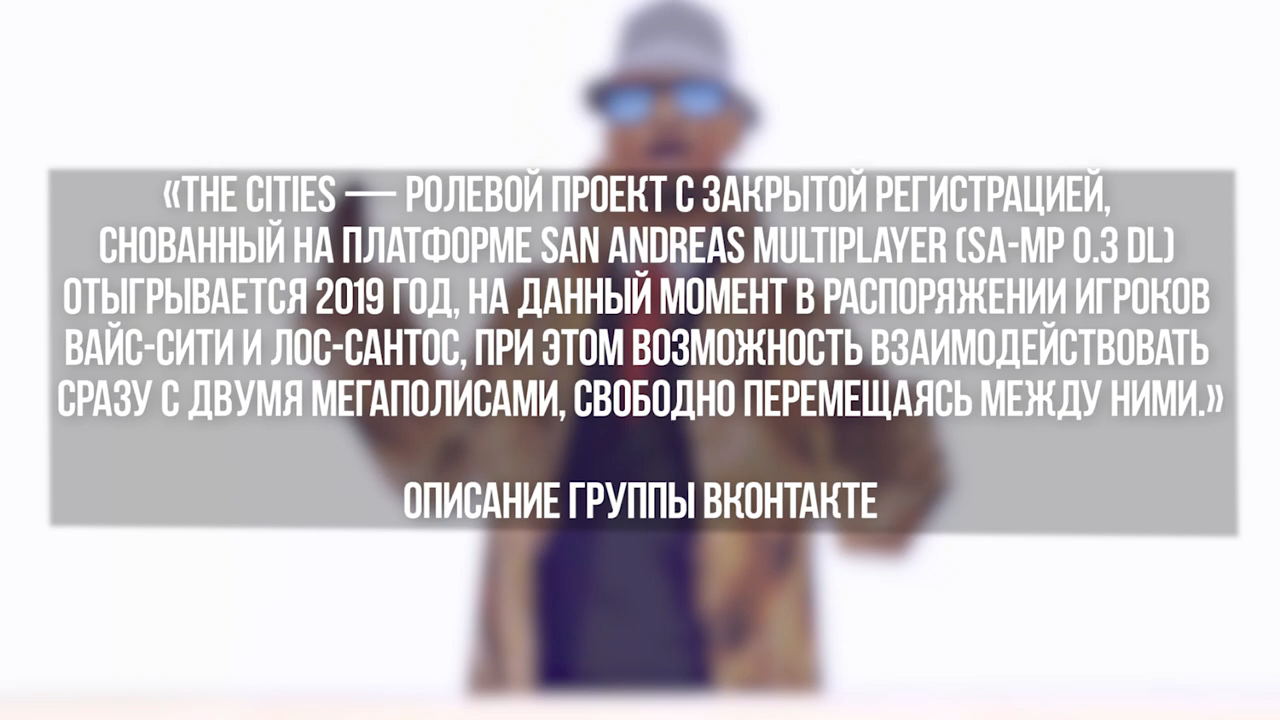 «THE CITIES — РОЛЕВОЙ ПРОЕКТ С ЗАКРЫТОЙ РЕГИСТРАЦИЕЙ,
СНОВАННЫЙ НА ПЛАТФОРМЕ SAN ANDREAS MULTIPLAYER (SA-MP 0.3 DL)
ОТЫГРЫВАЕТСЯ 2019 ГОД, НА ДАННЫЙ МОМЕНТ В РАСПОРЯЖЕНИИ ИГРОКОВ
ВАЙС-СИТИ И ЛОС-САНТОС, ПРИ ЭТОМ ВОЗМОЖНОСТЬ ВЗАИМОДЕЙСТВОВАТЬ
СРАЗУ С ДВУМЯ МЕГАПОЛИСАМИ, СВОБОДНО ПЕРЕМЕЩАЯСЬ МЕЖДУ НИМИ.»
ОПИСАНИЕ ГРУППЫ ВКОНТАКТЕ